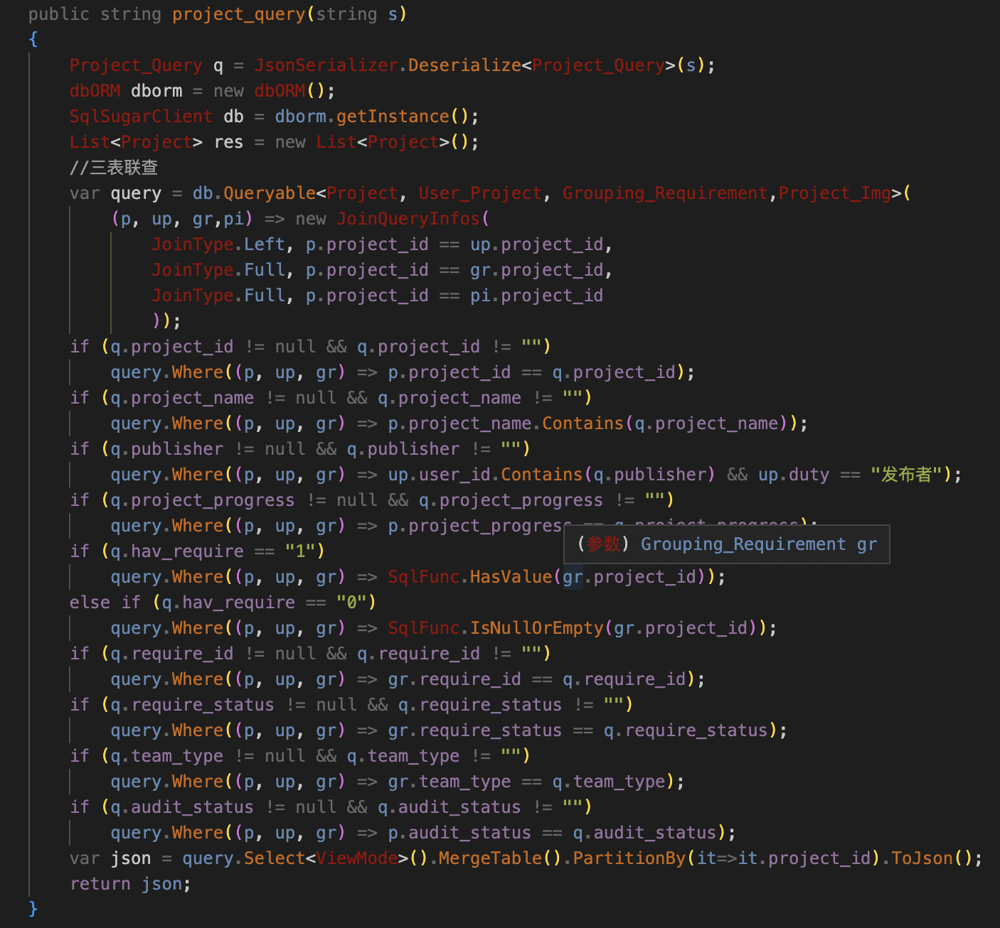 public string project_query(string s)
{
Project_Query q = JsonSerializer.Deserialize<Project_Query>(s);
dbORM dborm = new dbORM();
SqlSugarClient db = dborm.getInstance();
List<Project> res = new List<Project>();
//三表联查
var query = db.Queryable<Project, User_Project, Grouping_Requirement,Project_Img>(
(p, up, gr,pi) => new JoinQueryInfos(
JoinType.Left, p.project_id == up.project_id,
JoinType.Full, p.project_id == gr.project_id,
JoinType.Full, p.project_id == pi.project_id
));
if (q.project_id != null && q.project_id != "")
query.Where((p, up, gr) => p.project_id == q.project_id);
if (q.project_name != null && q.project_name != "")
query.Where((p, up, gr) => p.project_name.Contains(q.project_name));
if (q.publisher != null && q.publisher != "")
query.Where((p, up, gr) => up.user_id.Contains(q.publisher) && up.duty == "发布者");
if (q.project_progress != null && q.project_progress != "")
query.Where((p, up, gr) => p.project_progress == q.project_progress);
(参数) Grouping_Requirement gr
if (q.hav_require == "1")
query.Where((p, up, gr) => SqlFunc.HasValue(gr.project_id));
else if (q.hav_require == "0")
query.Where((p, up, gr) => SqlFunc.IsNullOrEmpty(gr.project_id));
if (q.require_id != null && q.require_id != "")
query.Where((p, up, gr) => gr.require_id == q.require_id);
if (q.require_status != null && q.require_status != "")
query.Where((p, up, gr) => gr.require_status == q.require_status);
if (q.team_type != null && q.team_type != "")
query.Where((p, up, gr) => gr.team_type == q.team_type);
if (q.audit_status != null && q.audit_status != "")
query.Where((p, up, gr) => p.audit_status == q.audit_status);
var json = query.Select<ViewMode>().MergeTable().PartitionBy(it=>it.project_id).ToJson();
return json;
}